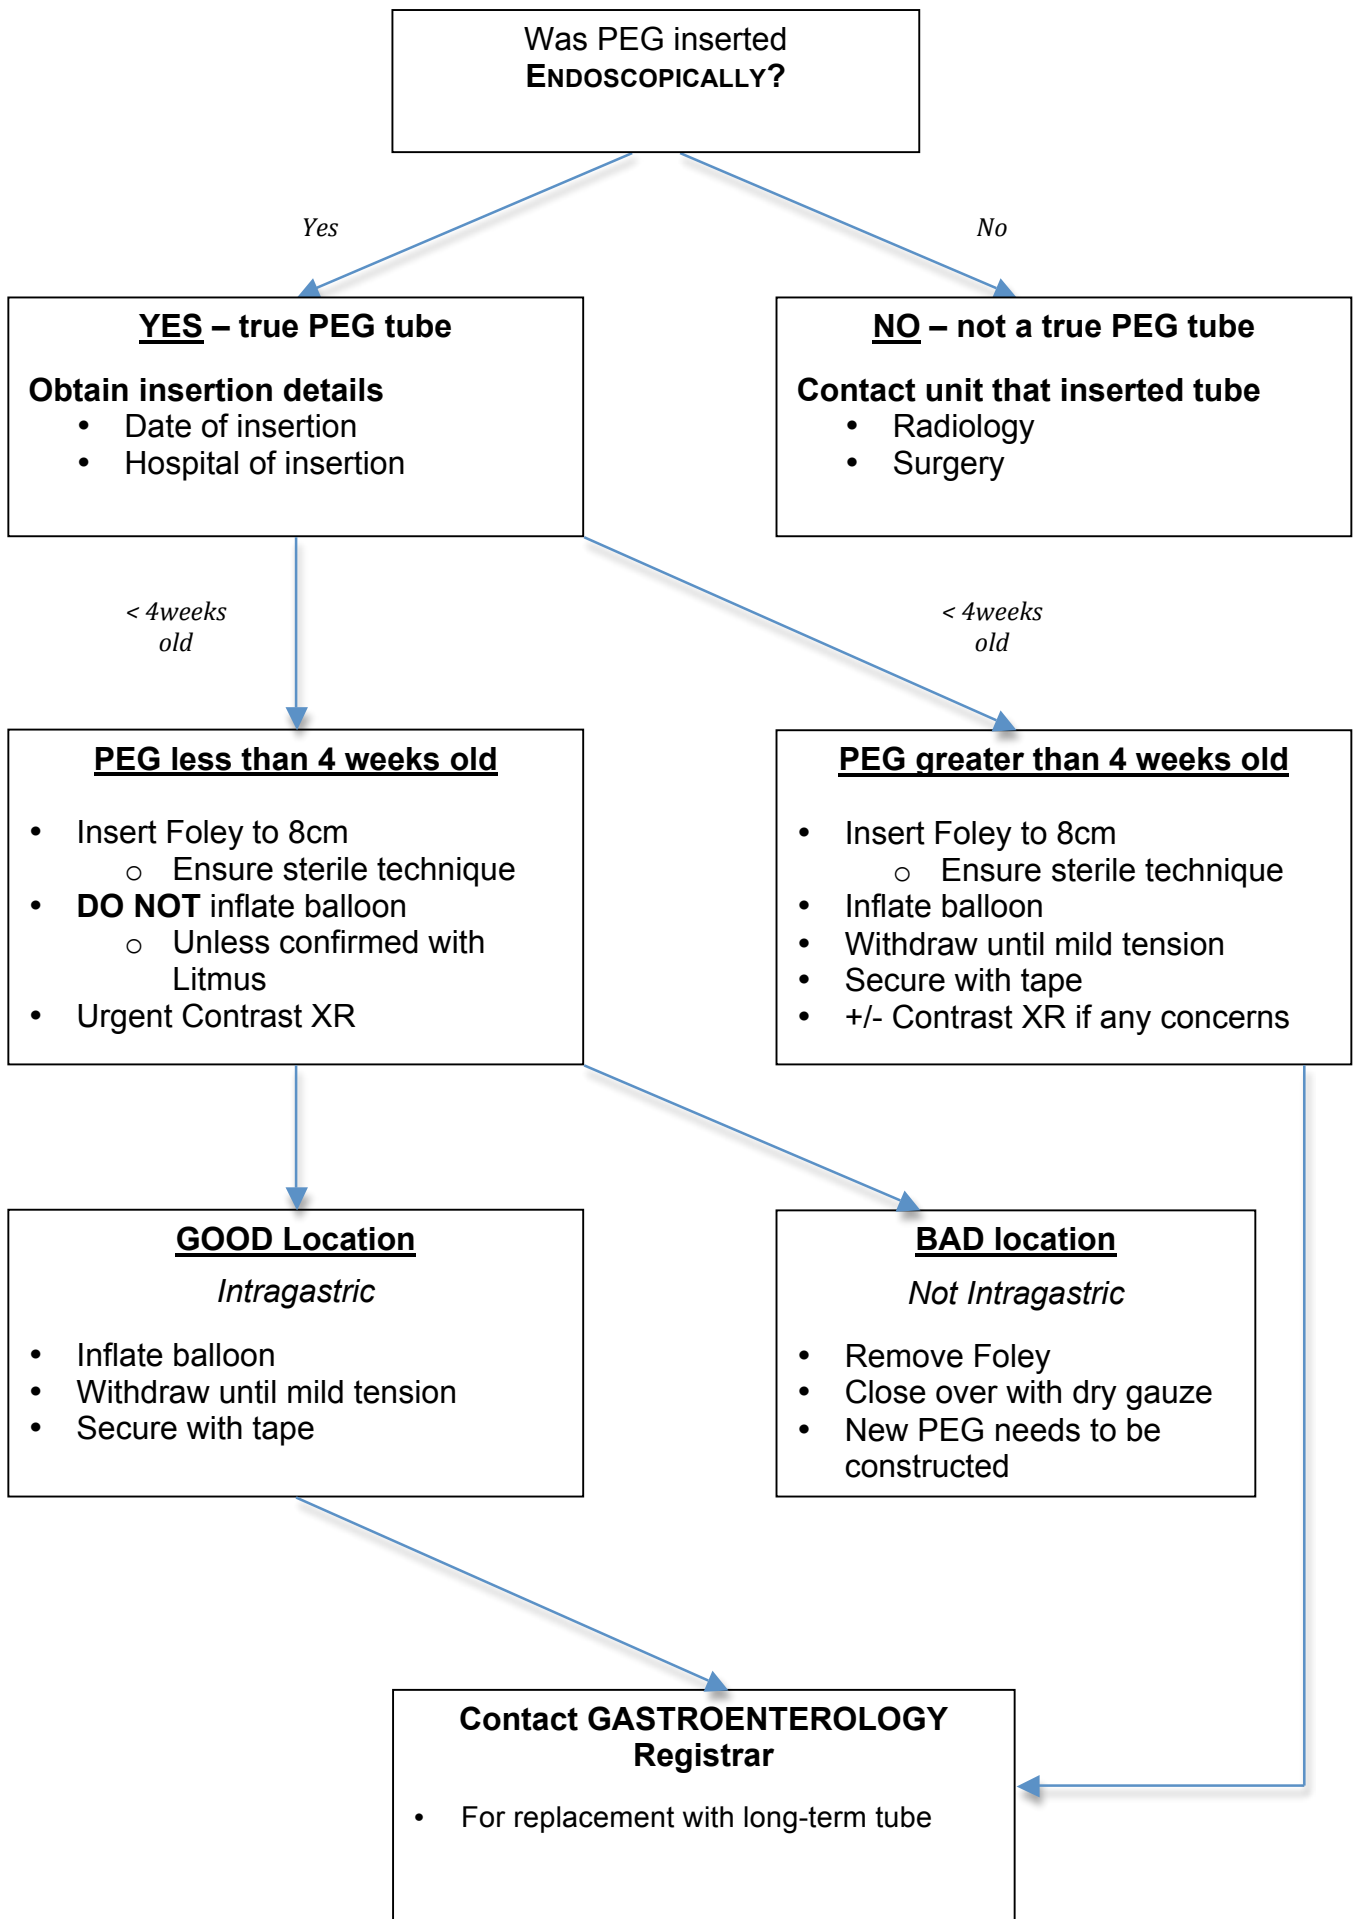 Was PEG inserted
ENDOSCOPICALLY?
Yes
No
YES – true PEG tube
Obtain insertion details
• Date of insertion
• Hospital of insertion
NO – not a true PEG tube
Contact unit that inserted tube
• Radiology
• Surgery
< 4weeks
old
< 4weeks
old
PEG less than 4 weeks old
• Insert Foley to 8cm
o Ensure sterile technique
• DO NOT inflate balloon
o Unless confirmed with
Litmus
• Urgent Contrast XR
PEG greater than 4 weeks old
• Insert Foley to 8cm
o Ensure sterile technique
• Inflate balloon
• Withdraw until mild tension
• Secure with tape
• +/- Contrast XR if any concerns
GOOD Location
Intragastric
• Inflate balloon
• Withdraw until mild tension
• Secure with tape
BAD location
Not Intragastric
• Remove Foley
• Close over with dry gauze
• New PEG needs to be
constructed
Contact GASTROENTEROLOGY
Registrar
• For replacement with long-term tube